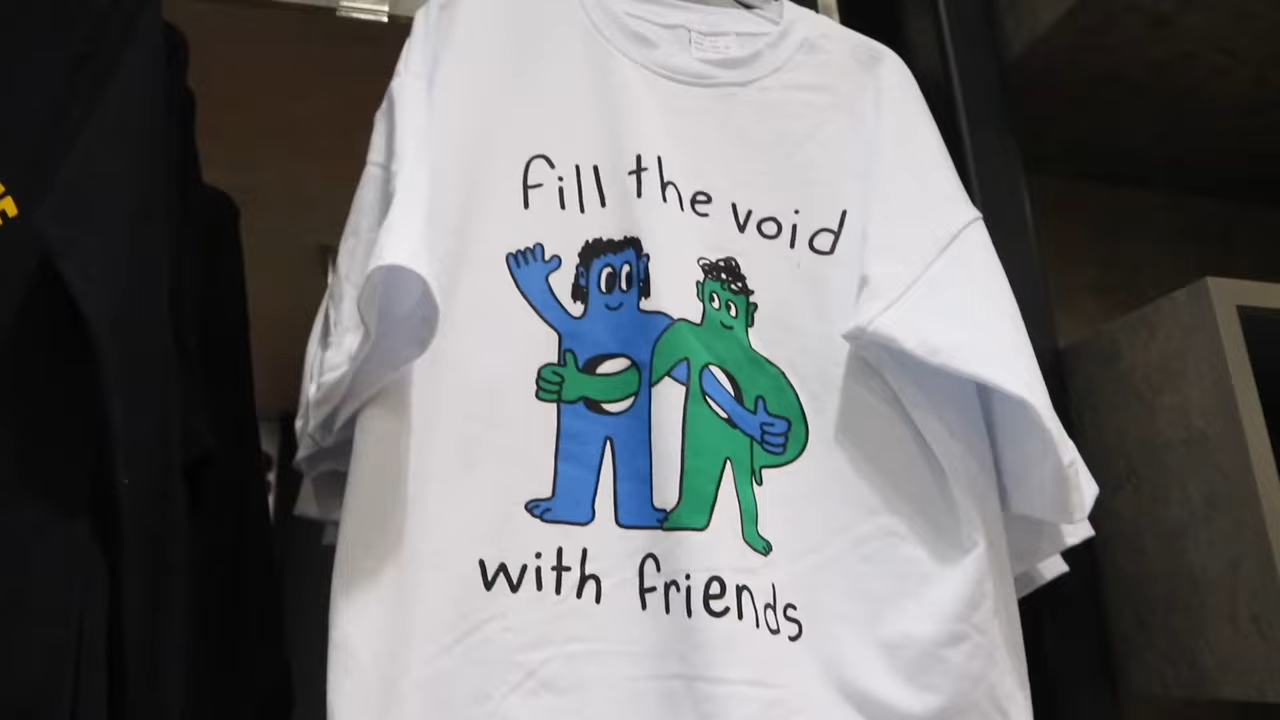 fill the void
with friends